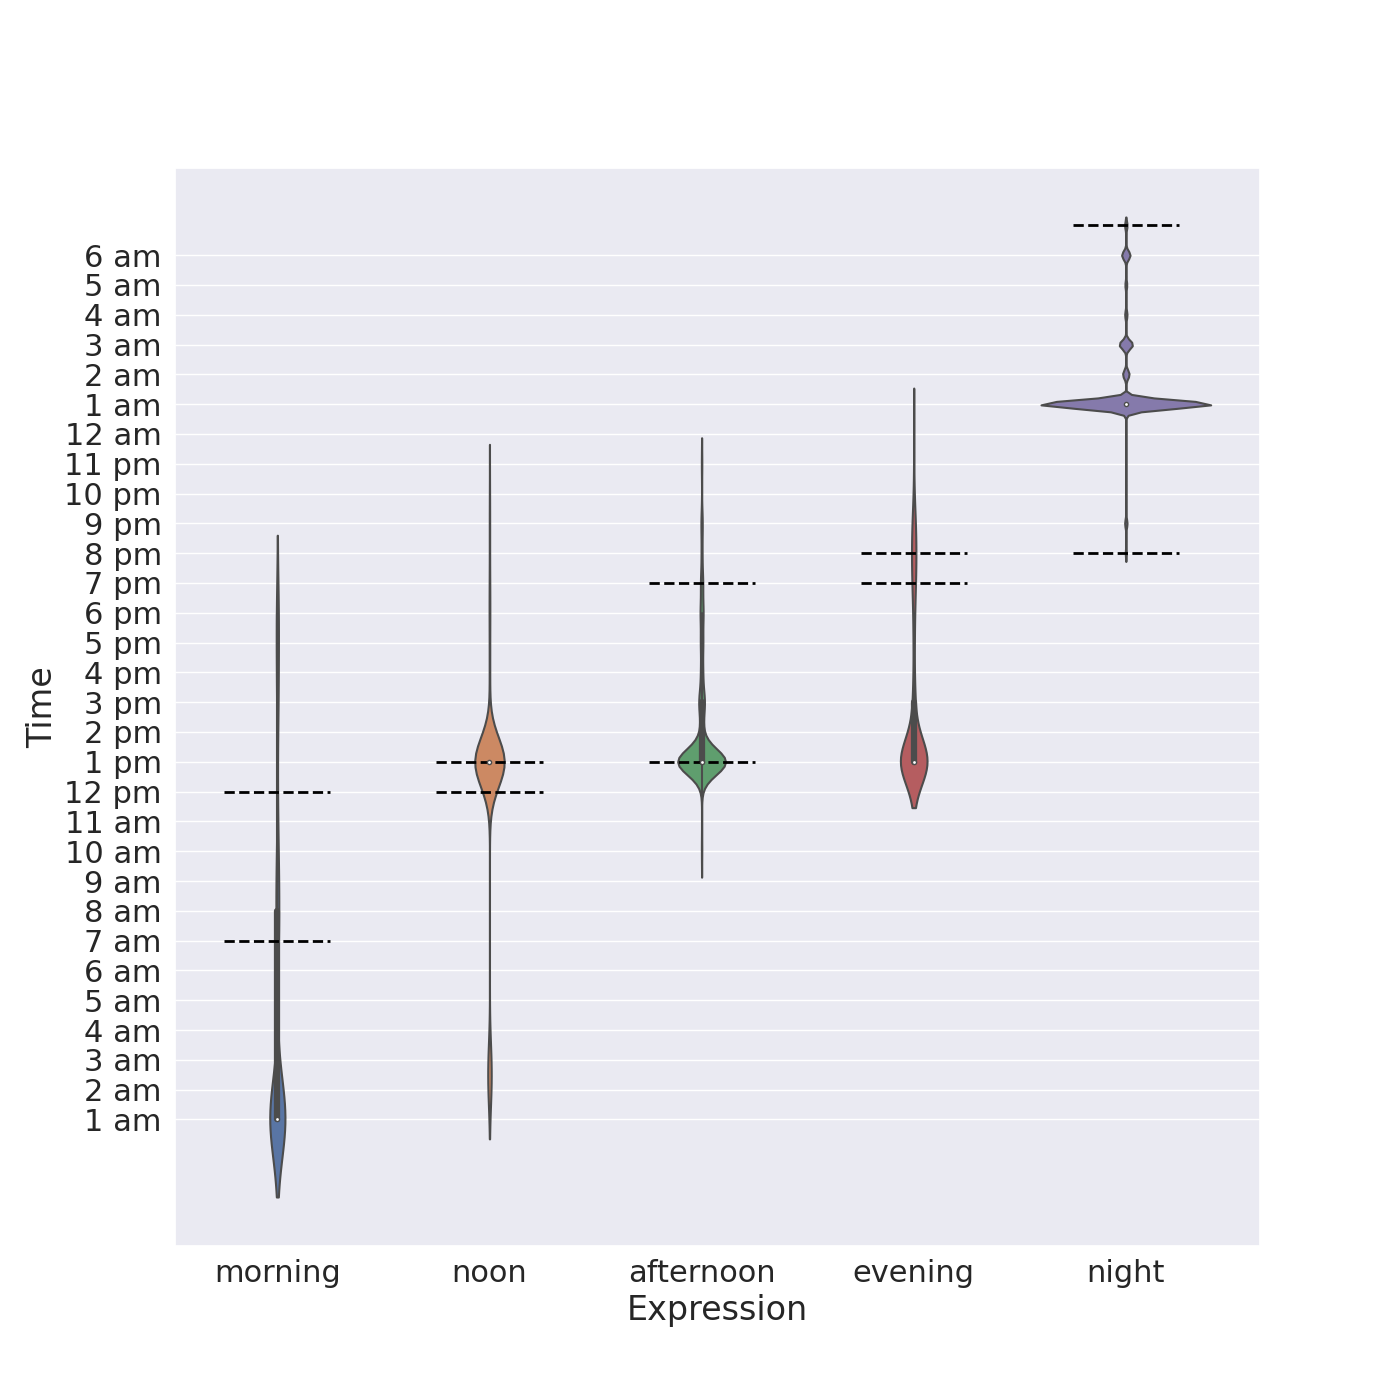 6 am
5 am
4 am
3 am
2 am
1 am
12 am
11 pm
10 pm
9 pm
8 pm
7 pm
6 pm
5 pm
4 pm
3 pm
2 pm
1 pm
12 pm
11 am
10 am
9 am
8 am
7 am
6 am
5 am
4 am
3 am
2 am
1 am
Time
morning noon afternoon evening night
Expression